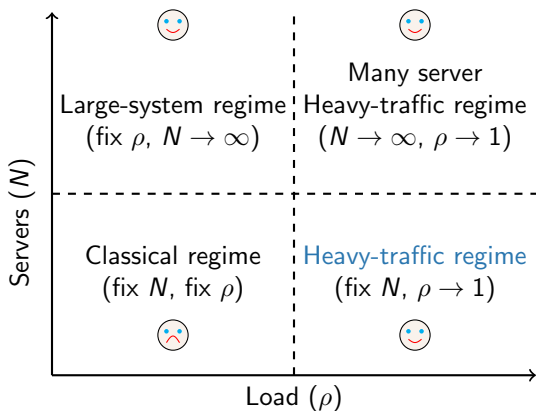 Many server
Large-system regime
(fix ρ, N → ∞)
Heavy-traffic regime
(N → ∞, ρ → 1)
Servers (N)
Classical regime
(fix N, fix ρ)
Heavy-traffic regime
(fix N, ρ → 1)
Load (ρ)